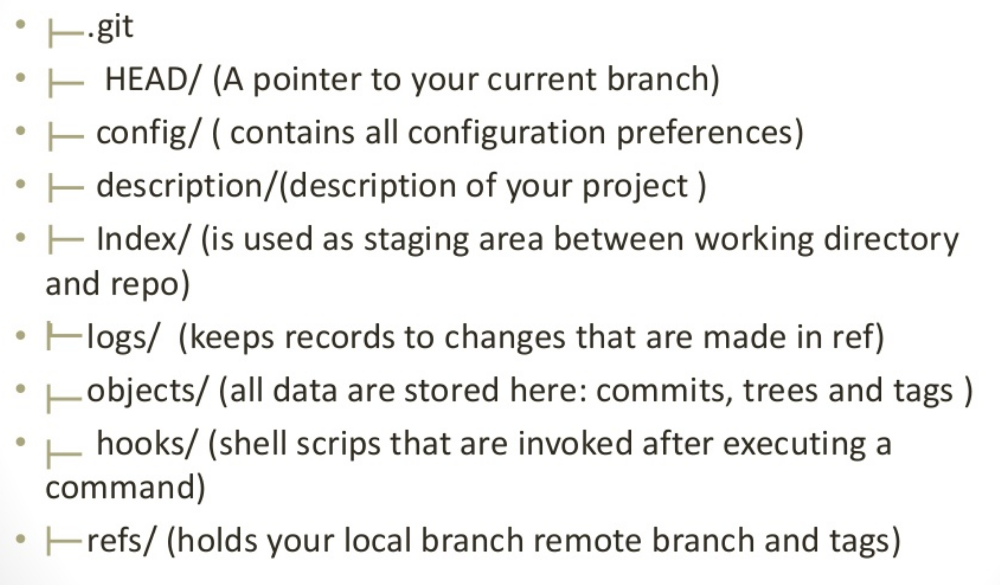 • ├─.git
• ├─ HEAD/ (A pointer to your current branch)
• ├─ config/ ( contains all configuration preferences)
• ├─ description/(description of your project )
• ├─ Index/ (is used as staging area between working directory
and repo)
• ├─logs/ (keeps records to changes that are made in ref)
• ├─objects/ (all data are stored here: commits, trees and tags )
• ├─ hooks/ (shell scrips that are invoked after executing a
command)
• ├─refs/ (holds your local branch remote branch and tags)